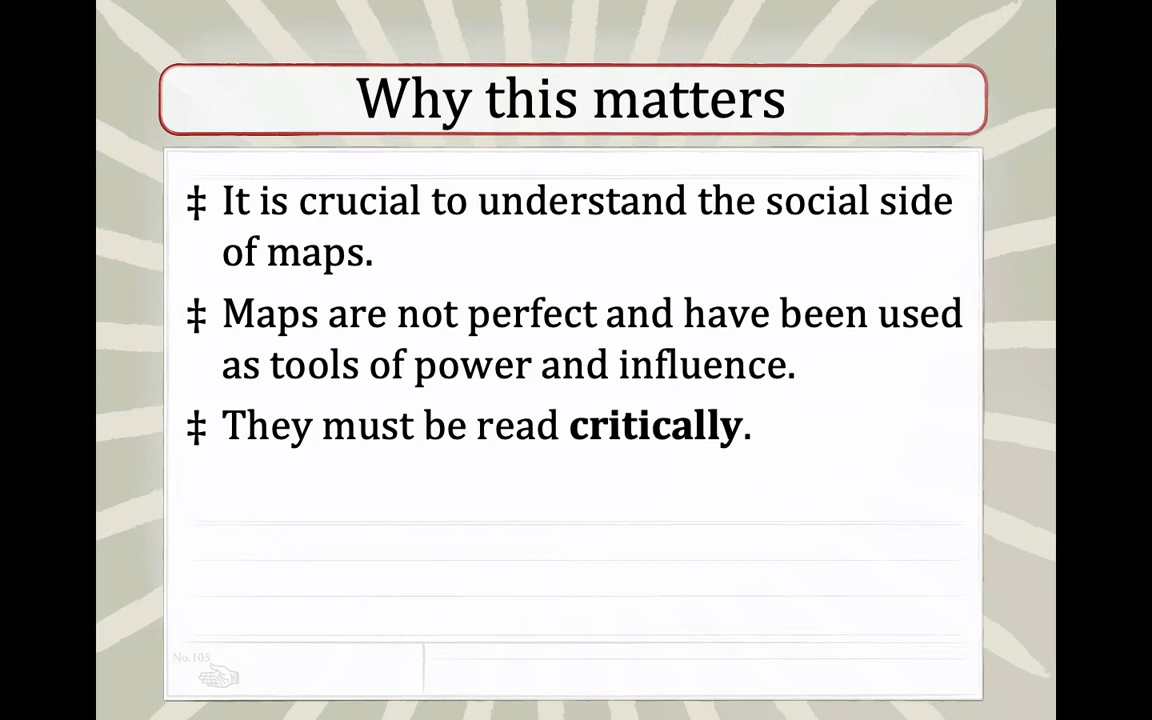 Why this matters
‡ It is crucial to understand the social side
of maps.
‡ Maps are not perfect and have been used
as tools of power and influence.
‡ They must be read critically.
No.105